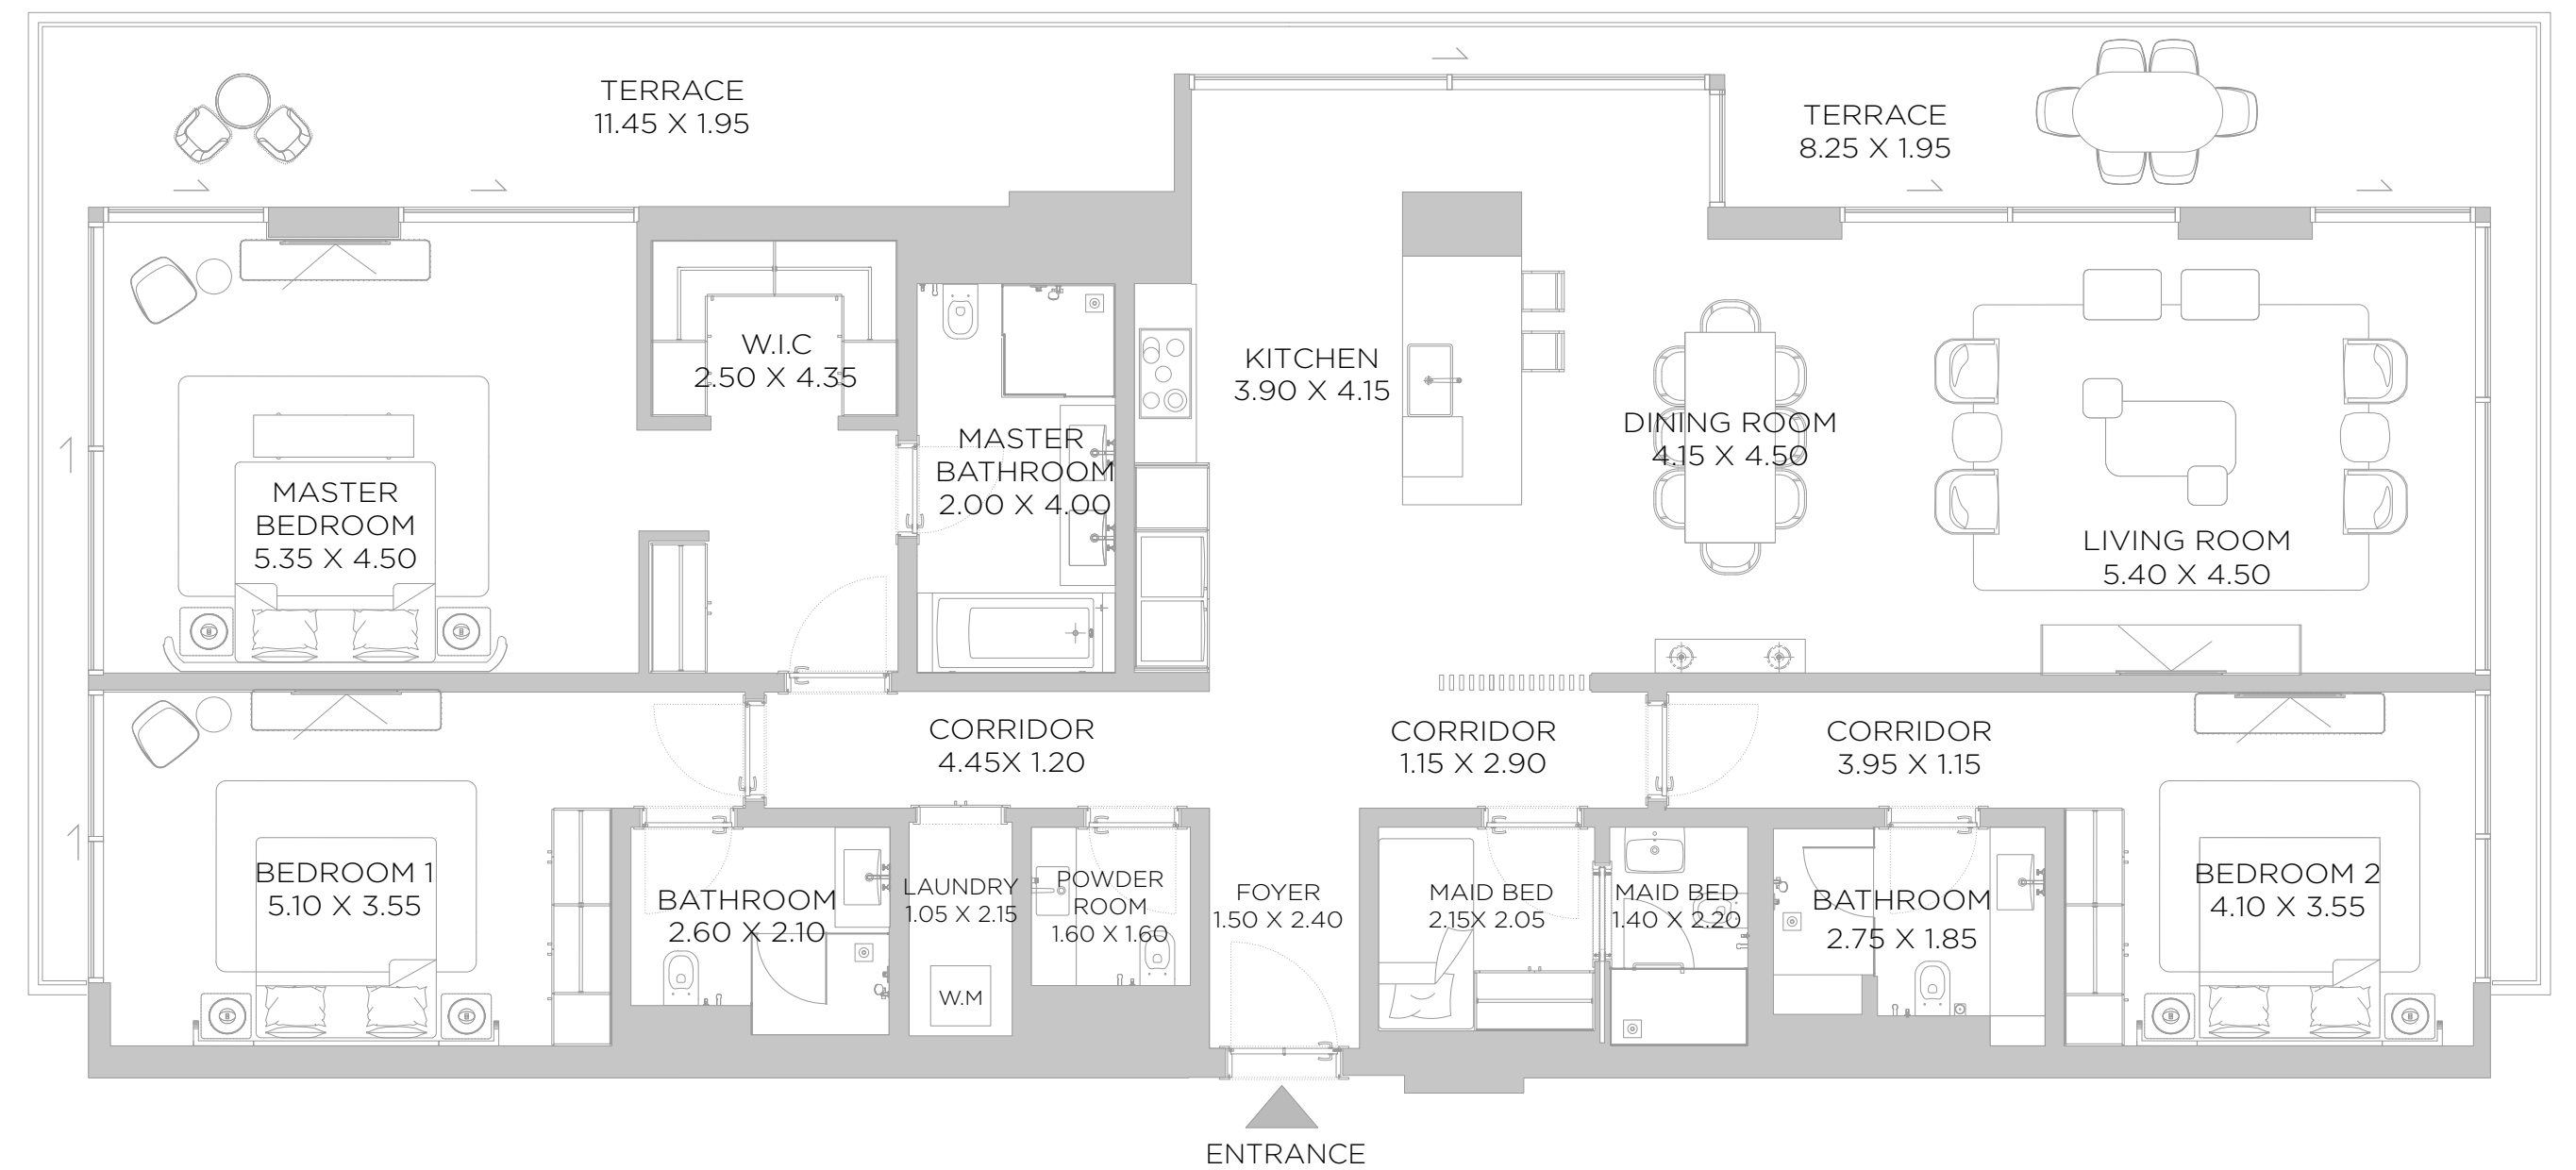 TERRACE
11.45 X 1.95
TERRACE
8.25 X 1.95
W.I.C
2.50 X 4.35
KITCHEN
3.90 X 4.15
MASTER
BATHROOM
2.00 X 4.00
DINING ROOM
4.15 X 4.50
MASTER
BEDROOM
5.35 X 4.50
LIVING ROOM
5.40 X 4.50
CORRIDOR
4.45X 1.20
CORRIDOR
1.15 X 2.90
CORRIDOR
3.95 X 1.15
BEDROOM 1
5.10 X 3.55
BATHROOM
2.60 X 2.10
LAUNDRY
1.05 X 2.15
W.M
POWDER
ROOM
1.60 X 1.60
FOYER
1.50 X 2.40
MAID BED
2.15X 2.05
MAID BED
1.40 X 2.20
BATHROOM
2.75 X 1.85
BEDROOM 2
4.10 X 3.55
ENTRANCE